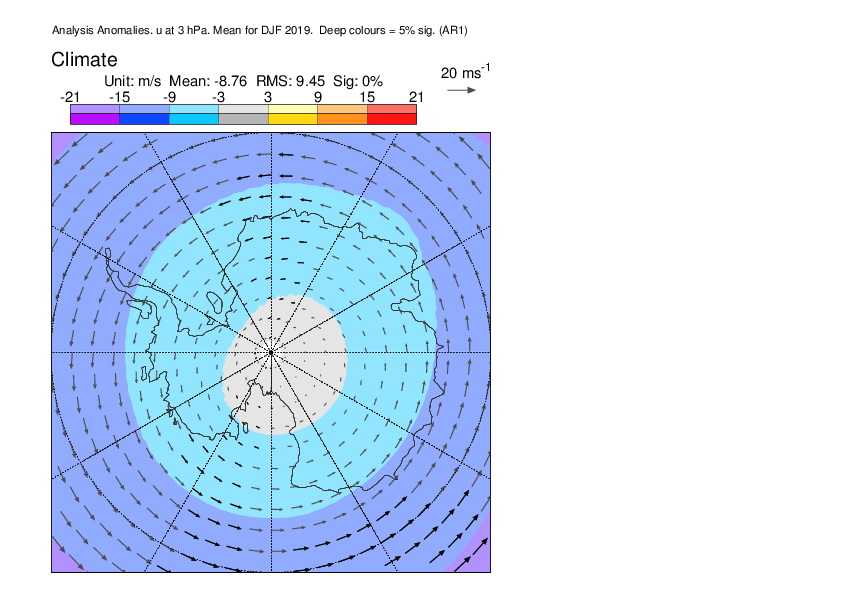 Analysis Anomalies. u at 3 hPa. Mean for DJF 2019.  Deep colours = 5% sig. (AR1)
Climate
20 ms-1
Unit: m/s  Mean: -8.76  RMS: 9.45  Sig: 0%
-21 -15 -9 -3 3 9 15 21